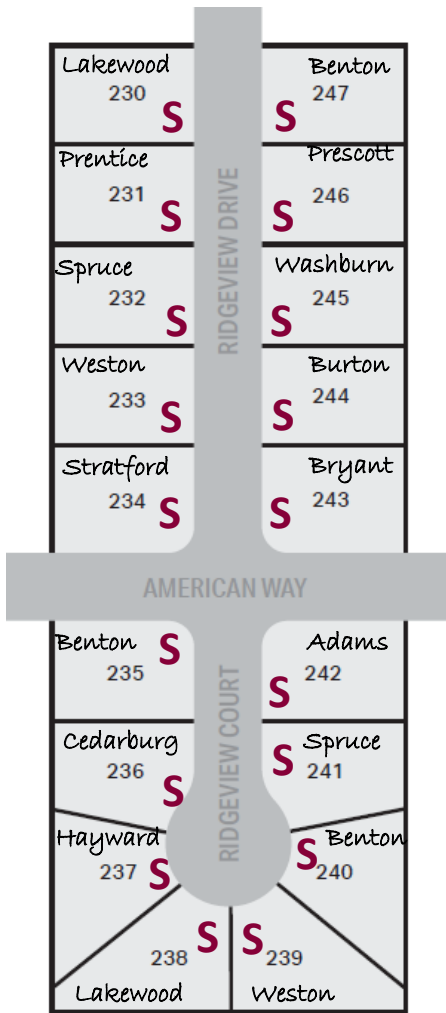 Lakewood
230
S
Benton
247
S
Prentice
231
S
Prescott
246
S
Spruce
232
S
Washburn
245
S
Weston
233
S
Burton
244
S
Stratford
234
S
Bryant
243
S
RIDGEVIEW DRIVE
AMERICAN WAY
Benton
235
S
Adams
242
S
Cedarburg
236
S
Spruce
241
S
RIDGEVIEW COURT
Hayward
237
S
Benton
240
S
S
238
Lakewood
S
239
Weston